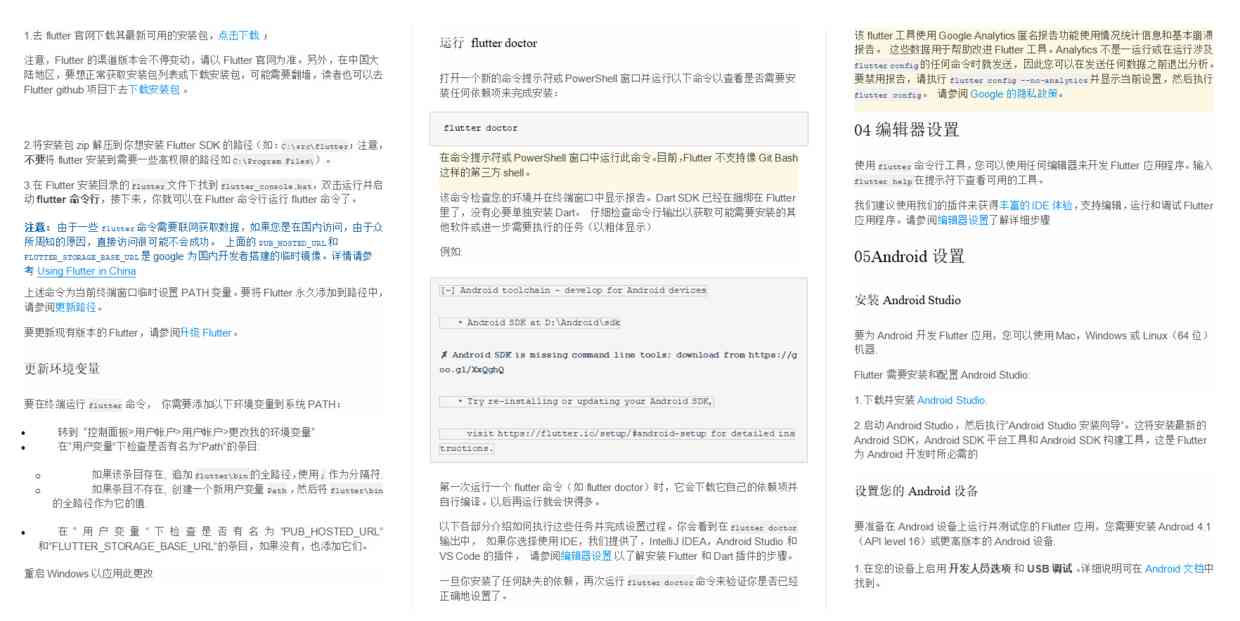 1.去 flutter 官网下载其最新可用的安装包，点击下载 ；
注意，Flutter 的渠道版本会不停变动，请以 Flutter 官网为准。另外，在中国大
陆地区，要想正常获取安装包列表或下载安装包，可能需要翻墙，读者也可以去
Flutter github 项目下去下载安装包 。
2.将安装包 zip 解压到你想安装 Flutter SDK 的路径（如：C:\src\flutter；注意，
不要将 flutter 安装到需要一些高权限的路径如 C:\Program Files\）。
3.在 Flutter 安装目录的 flutter 文件下找到 flutter_console.bat，双击运行并启
动 flutter 命令行，接下来，你就可以在 Flutter 命令行运行 flutter 命令了。
注意：由于一些 flutter 命令需要联网获取数据，如果您是在国内访问，由于众
所周知的原因，直接访问很可能不会成功。 上面的 PUB_HOSTED_URL 和
FLUTTER_STORAGE_BASE_URL 是 google 为国内开发者搭建的临时镜像。详情请参
考 Using Flutter in China
上述命令为当前终端窗口临时设置 PATH 变量。要将 Flutter 永久添加到路径中，
请参阅更新路径。
要更新现有版本的 Flutter，请参阅升级 Flutter。
更新环境变量
要在终端运行 flutter 命令， 你需要添加以下环境变量到系统 PATH：
• 转到 “控制面板>用户帐户>用户帐户>更改我的环境变量”
• 在“用户变量”下检查是否有名为“Path”的条目:
o 如果该条目存在, 追加 flutter\bin 的全路径，使用 ; 作为分隔符.
o 如果条目不存在, 创建一个新用户变量 Path ，然后将 flutter\bin
的全路径作为它的值.
• 在“用户变量”下检查是否有名为”PUB_HOSTED_URL”
和”FLUTTER_STORAGE_BASE_URL”的条目，如果没有，也添加它们。
重启 Windows 以应用此更改
运行 flutter doctor
打开一个新的命令提示符或 PowerShell 窗口并运行以下命令以查看是否需要安
装任何依赖项来完成安装：
flutter doctor
在命令提示符或 PowerShell 窗口中运行此命令。目前，Flutter 不支持像 Git Bash
这样的第三方 shell。
该命令检查您的环境并在终端窗口中显示报告。Dart SDK 已经在捆绑在 Flutter
里了，没有必要单独安装 Dart。 仔细检查命令行输出以获取可能需要安装的其
他软件或进一步需要执行的任务（以粗体显示）
例如:
[-] Android toolchain - develop for Android devices
• Android SDK at D:\Android\sdk
✗ Android SDK is missing command line tools; download from https://g
oo.gl/XxQghQ
• Try re-installing or updating your Android SDK,
visit https://flutter.io/setup/#android-setup for detailed ins
tructions.
第一次运行一个 flutter 命令（如 flutter doctor）时，它会下载它自己的依赖项并
自行编译。以后再运行就会快得多。
以下各部分介绍如何执行这些任务并完成设置过程。你会看到在 flutter doctor
输出中， 如果你选择使用 IDE，我们提供了，IntelliJ IDEA，Android Studio 和
VS Code 的插件， 请参阅编辑器设置 以了解安装 Flutter 和 Dart 插件的步骤。
一旦你安装了任何缺失的依赖，再次运行 flutter doctor 命令来验证你是否已经
正确地设置了。
该 flutter 工具使用 Google Analytics 匿名报告功能使用情况统计信息和基本崩溃
报告。 这些数据用于帮助改进 Flutter 工具。Analytics 不是一运行或在运行涉及
flutter config 的任何命令时就发送，因此您可以在发送任何数据之前退出分析。
要禁用报告，请执行 flutter config --no-analytics 并显示当前设置，然后执行
flutter config。 请参阅 Google 的隐私政策。
04 编辑器设置
使用 flutter 命令行工具，您可以使用任何编辑器来开发 Flutter 应用程序。输入
flutter help 在提示符下查看可用的工具。
我们建议使用我们的插件来获得丰富的 IDE 体验，支持编辑，运行和调试 Flutter
应用程序。请参阅编辑器设置了解详细步骤
05Android 设置
安装 Android Studio
要为 Android 开发 Flutter 应用，您可以使用 Mac，Windows 或 Linux（64 位）
机器.
Flutter 需要安装和配置 Android Studio:
1.下载并安装 Android Studio.
2.启动 Android Studio，然后执行“Android Studio 安装向导”。这将安装最新的
Android SDK，Android SDK 平台工具和 Android SDK 构建工具，这是 Flutter
为 Android 开发时所必需的
设置您的 Android 设备
要准备在 Android 设备上运行并测试您的 Flutter 应用，您需要安装 Android 4.1
（API level 16）或更高版本的 Android 设备.
1.在您的设备上启用 开发人员选项 和 USB 调试 。详细说明可在 Android 文档中
找到。